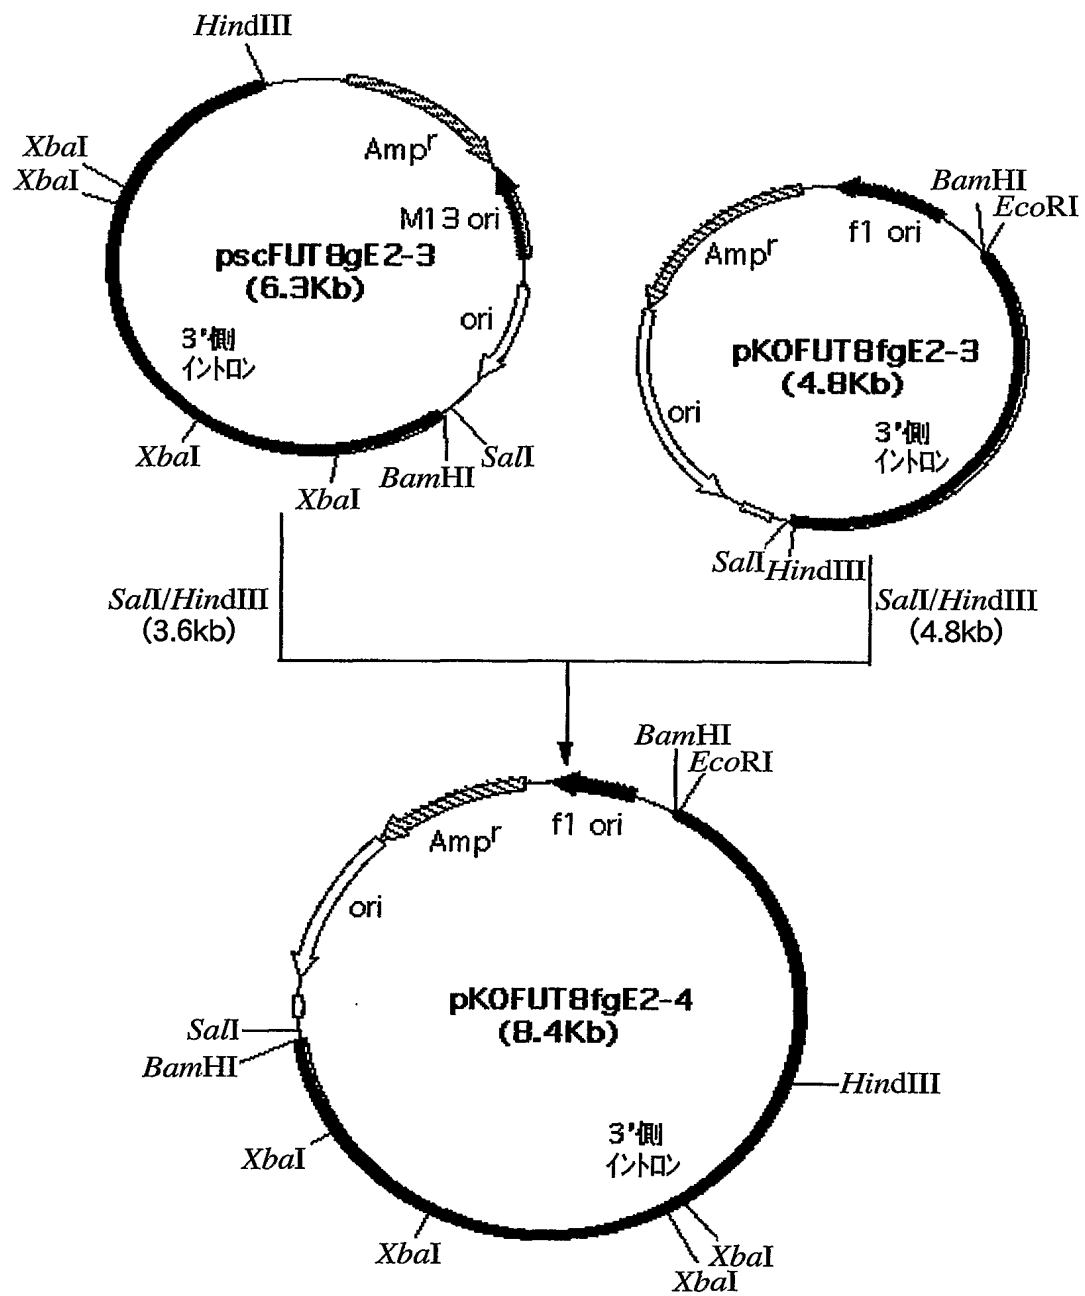 HindIII
XbaI
XbaI
Ampʳ
M13 ori
pscFUT8gE2-3
(6.3Kb)
ori
3'側
イントロン
XbaI
XbaI
BamHI
SalI
BamHI
EcoRI
f1 ori
Ampʳ
pKOFUT8fgE2-3
(4.8Kb)
ori
3'側
イントロン
SalI
HindIII
SalI/HindIII
(3.6kb)
SalI/HindIII
(4.8kb)
BamHI
EcoRI
f1 ori
Ampʳ
ori
pKOFUT8fgE2-4
(8.4Kb)
SalI
BamHI
HindIII
3'側
イントロン
XbaI
XbaI
XbaI
XbaI